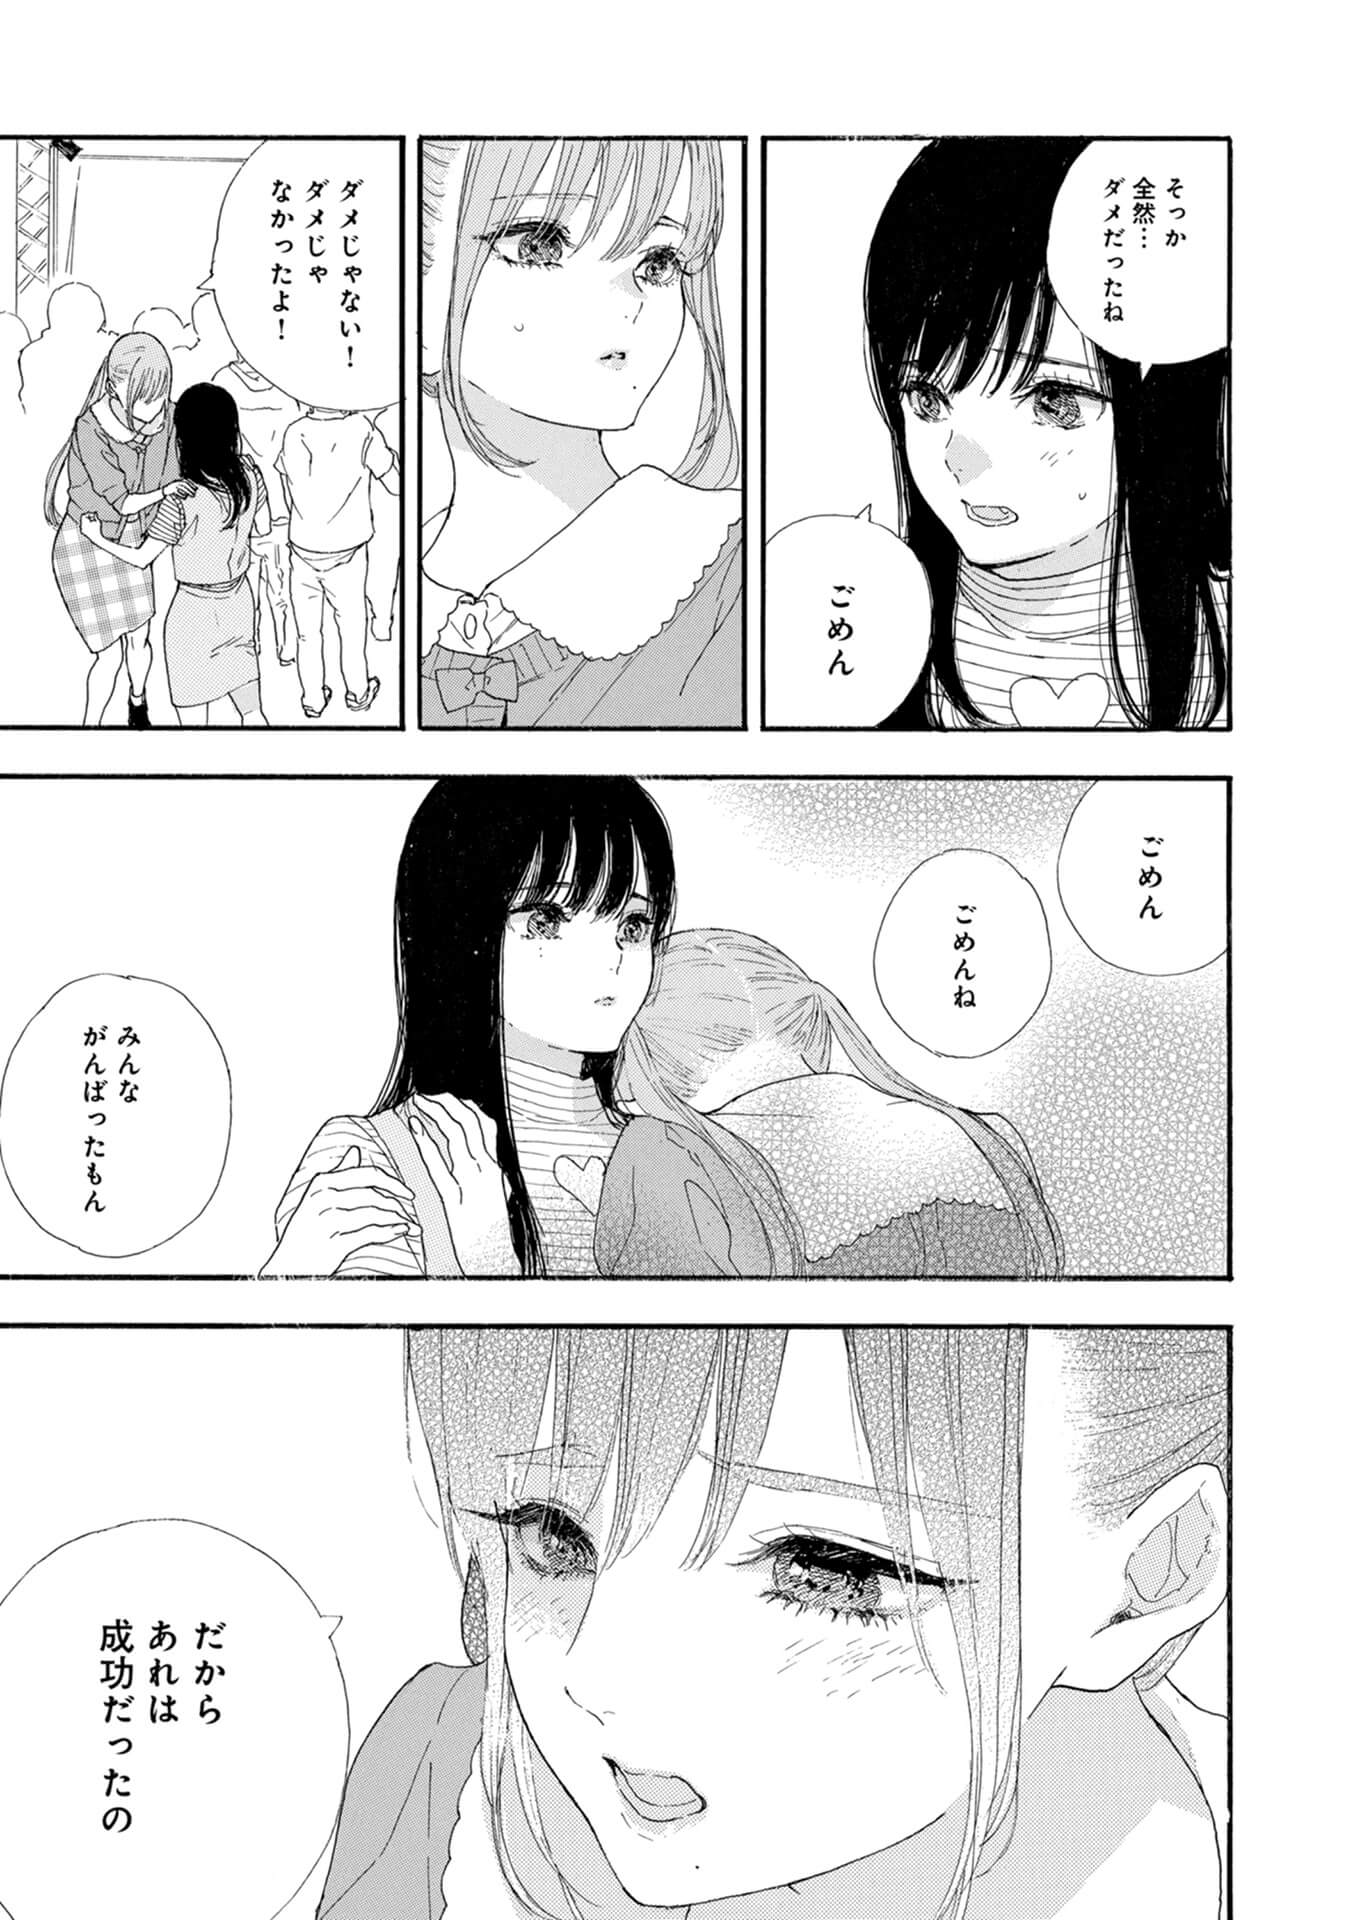 そっか
全然…
ダメだったね
ごめん
ダメじゃない！
ダメじゃ
なかったよ！
ごめん
ごめんね
みんな
がんばったもん
だから
あれは
成功だったの